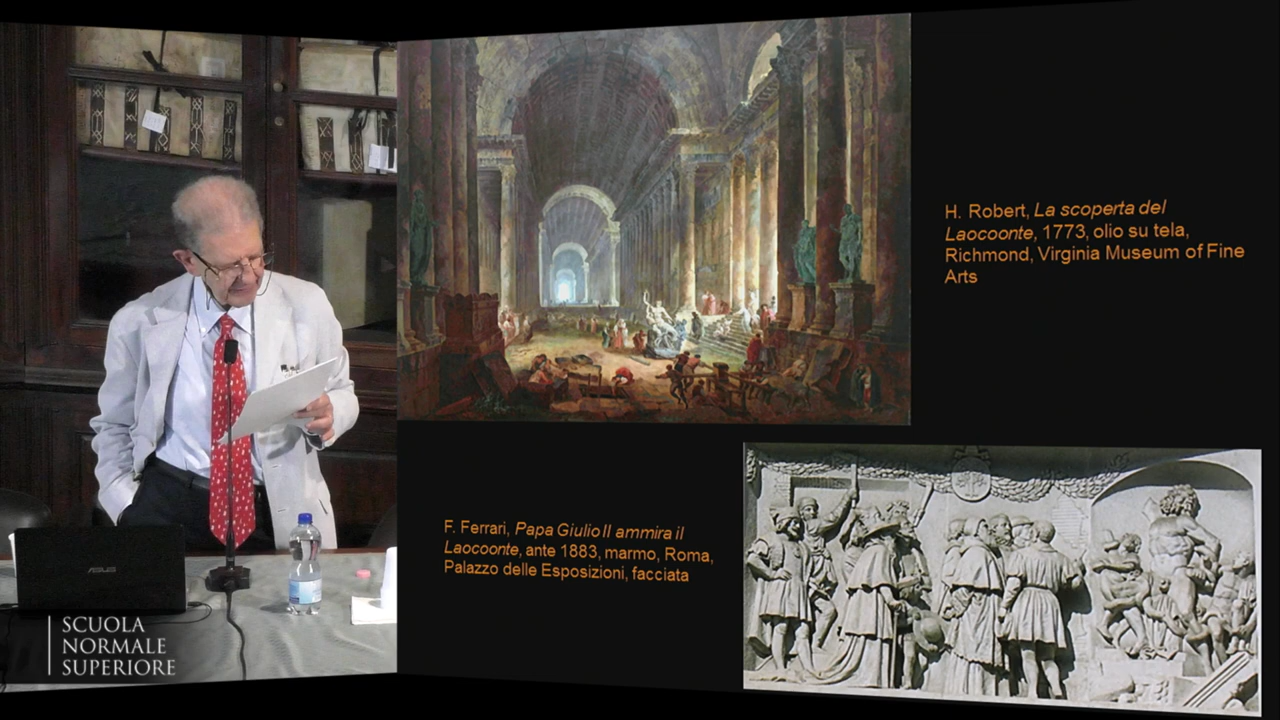 H. Robert, La scoperta del
Laocoonte, 1773, olio su tela,
Richmond, Virginia Museum of Fine
Arts
F. Ferrari, Papa Giulio II ammira il
Laocoonte, ante 1883, marmo, Roma,
Palazzo delle Esposizioni, facciata
ASUS
SCUOLA
NORMALE
SUPERIORE